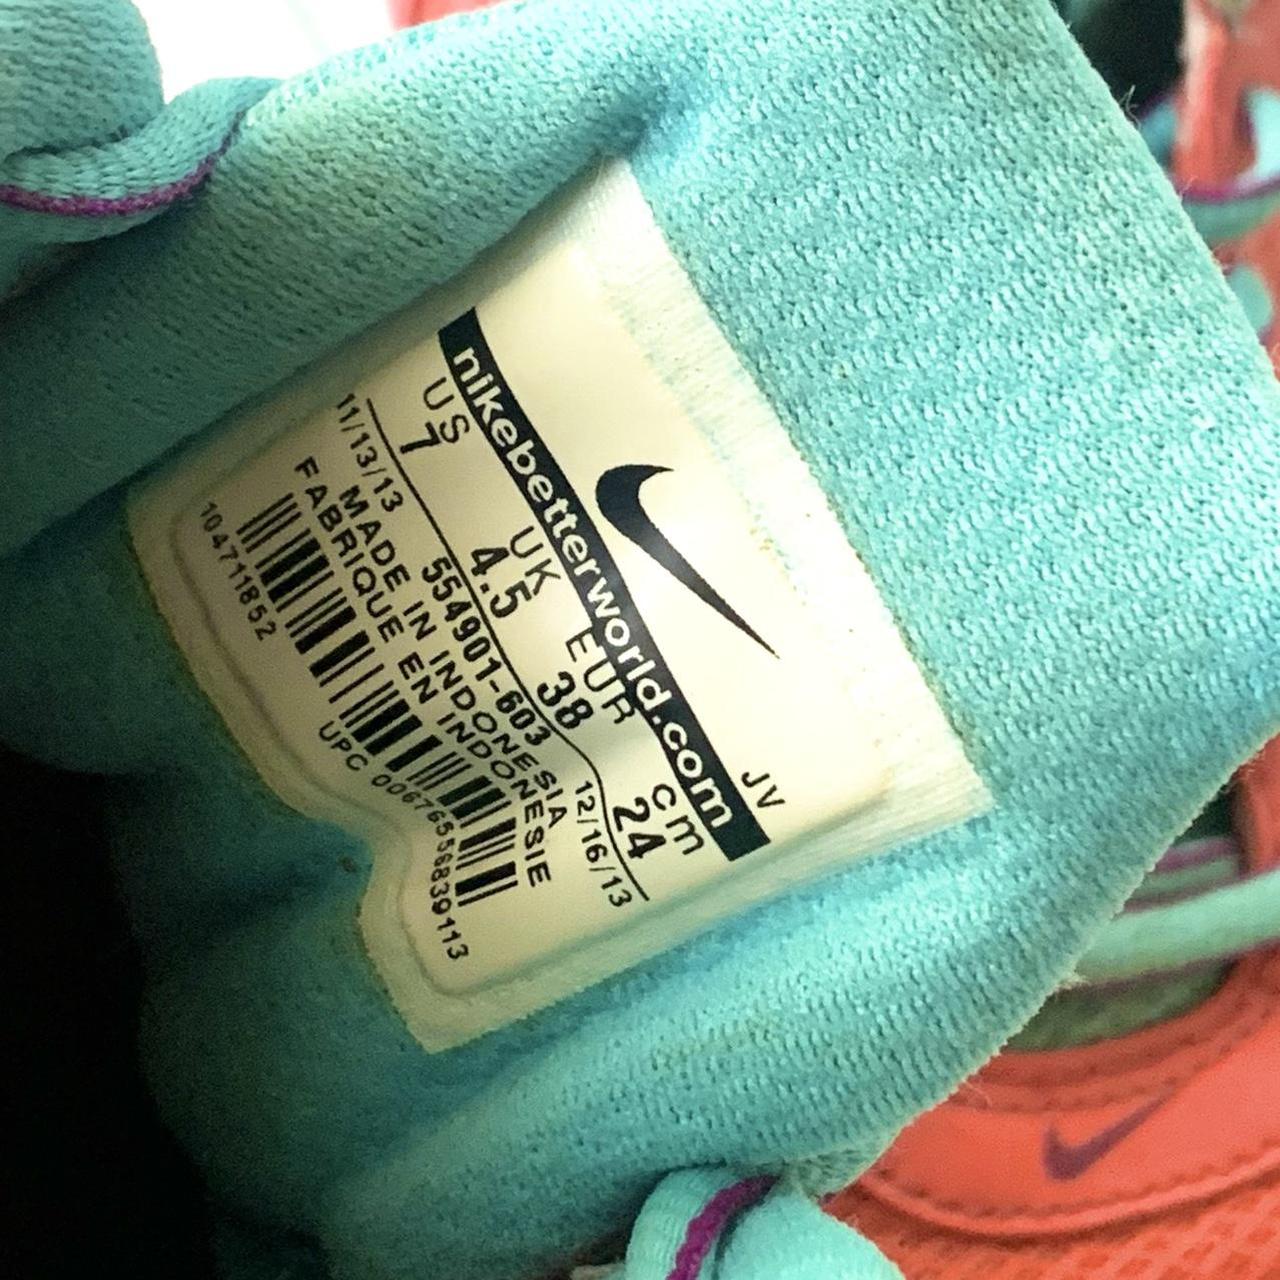 JV
nikebetterworld.com
US UK EUR cm
7 4.5 38 24
11/13/13 554901-603 12/16/13
MADE IN INDONESIA
FABRIQUE EN INDONESIE
104711852
UPC 00676556839113